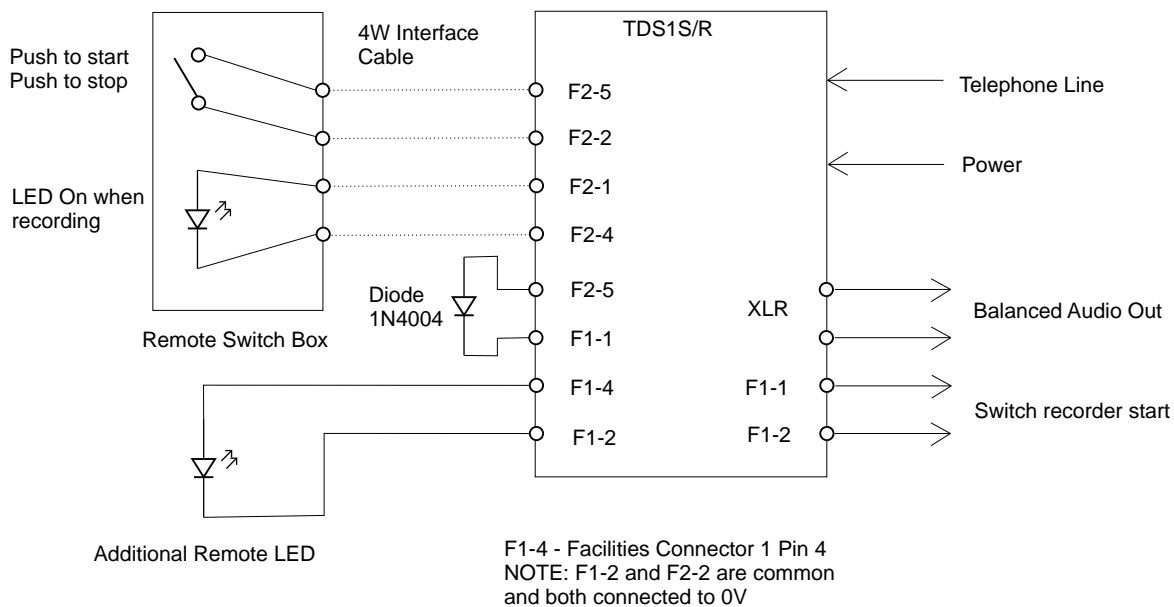 TDS1S/R
4W Interface
Cable
Push to start
Push to stop
F2-5
Telephone Line
F2-2
Power
F2-1
LED On when
recording
F2-4
F2-5
Diode
1N4004
XLR
Balanced Audio Out
Remote Switch Box
F1-1
F1-4
F1-1
Switch recorder start
F1-2
F1-2
Additional Remote LED
F1-4 - Facilities Connector 1 Pin 4
NOTE: F1-2 and F2-2 are common
and both connected to 0V